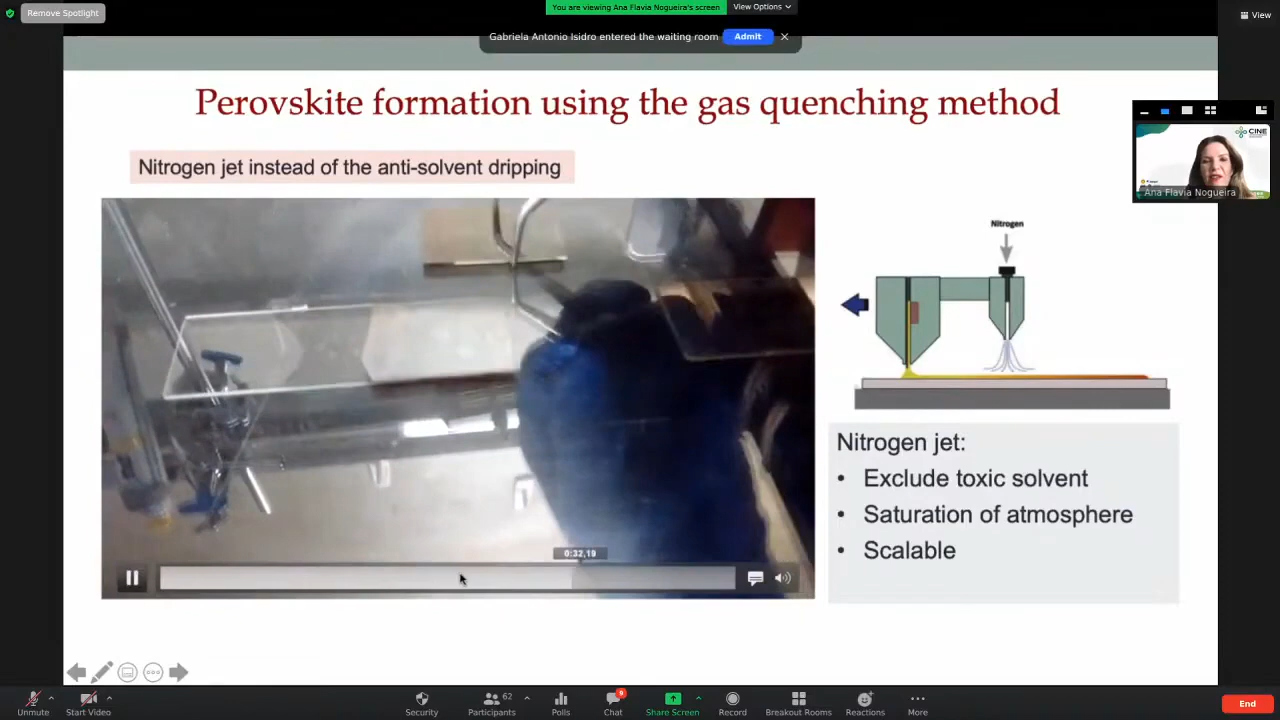 Remove Spotlight
You are viewing Ana Flavia Nogueira's screen
View Options
View
Gabriela Antonio Isidro entered the waiting room
Admit
Perovskite formation using the gas quenching method
Nitrogen jet instead of the anti-solvent dripping
CINE
Ana Flavia Nogueira
Nitrogen
Nitrogen jet:
• Exclude toxic solvent
• Saturation of atmosphere
• Scalable
0:32,19
Unmute
Start Video
Security
Participants
62
Polls
Chat
9
Share Screen
Record
Breakout Rooms
Reactions
More
End